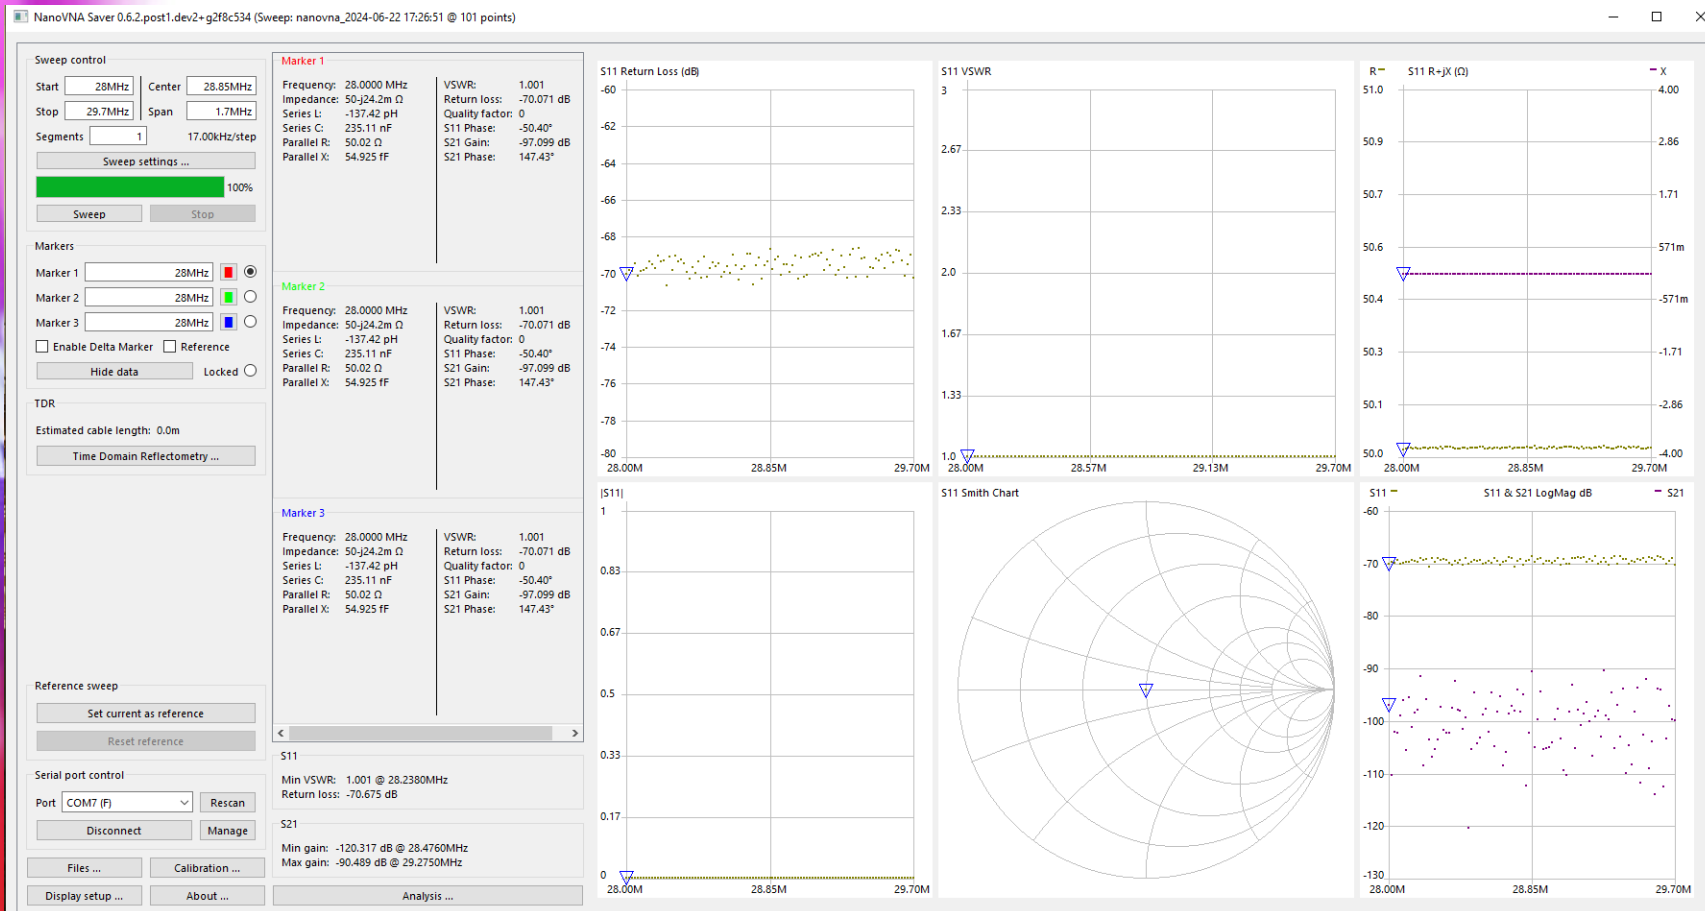 NanoVNA Saver 0.6.2.post1.dev2+g2f8c534 (Sweep: nanovna_2024-06-22 17:26:51 @ 101 points)
Sweep control
Start 28MHz Center 28.85MHz
Stop 29.7MHz Span 1.7MHz
Segments 1 17.00kHz/step
Sweep settings ...
100%
Sweep Stop
Markers
Marker 1 28MHz
Marker 2 28MHz
Marker 3 28MHz
Enable Delta Marker Reference
Hide data Locked
TDR
Estimated cable length: 0.0m
Time Domain Reflectometry ...
Reference sweep
Set current as reference
Reset reference
Serial port control
Port COM7 (F) Rescan
Disconnect Manage
Files ... Calibration ...
Display setup ... About ...
Marker 1
Frequency: 28.0000 MHz VSWR: 1.001
Impedance: 50-j24.2m Ω Return loss: -70.071 dB
Series L: -137.42 pH Quality factor: 0
Series C: 235.11 nF S11 Phase: -50.40°
Parallel R: 50.02 Ω S21 Gain: -97.099 dB
Parallel X: 54.925 fF S21 Phase: 147.43°
Marker 2
Frequency: 28.0000 MHz VSWR: 1.001
Impedance: 50-j24.2m Ω Return loss: -70.071 dB
Series L: -137.42 pH Quality factor: 0
Series C: 235.11 nF S11 Phase: -50.40°
Parallel R: 50.02 Ω S21 Gain: -97.099 dB
Parallel X: 54.925 fF S21 Phase: 147.43°
Marker 3
Frequency: 28.0000 MHz VSWR: 1.001
Impedance: 50-j24.2m Ω Return loss: -70.071 dB
Series L: -137.42 pH Quality factor: 0
Series C: 235.11 nF S11 Phase: -50.40°
Parallel R: 50.02 Ω S21 Gain: -97.099 dB
Parallel X: 54.925 fF S21 Phase: 147.43°
S11
Min VSWR: 1.001 @ 28.2380MHz
Return loss: -70.675 dB
S21
Min gain: -120.317 dB @ 28.4760MHz
Max gain: -90.489 dB @ 29.2750MHz
Analysis ...
S11 Return Loss (dB)
-60
-62
-64
-66
-68
-70
-72
-74
-76
-78
-80
28.00M 28.85M 29.70M
S11 VSWR
3
2.67
2.33
2.0
1.67
1.33
1.0
28.00M 28.57M 29.13M 29.70M
R S11 R+jX (Ω) X
51.0 4.00
50.9 2.86
50.7 1.71
50.6 571m
50.4 -571m
50.3 -1.71
50.1 -2.86
50.0 -4.00
28.00M 28.85M 29.70M
|S11|
1
0.83
0.67
0.5
0.33
0.17
0
28.00M 28.85M 29.70M
S11 Smith Chart
S11 S11 & S21 LogMag dB S21
-60
-70
-80
-90
-100
-110
-120
-130
28.00M 28.85M 29.70M